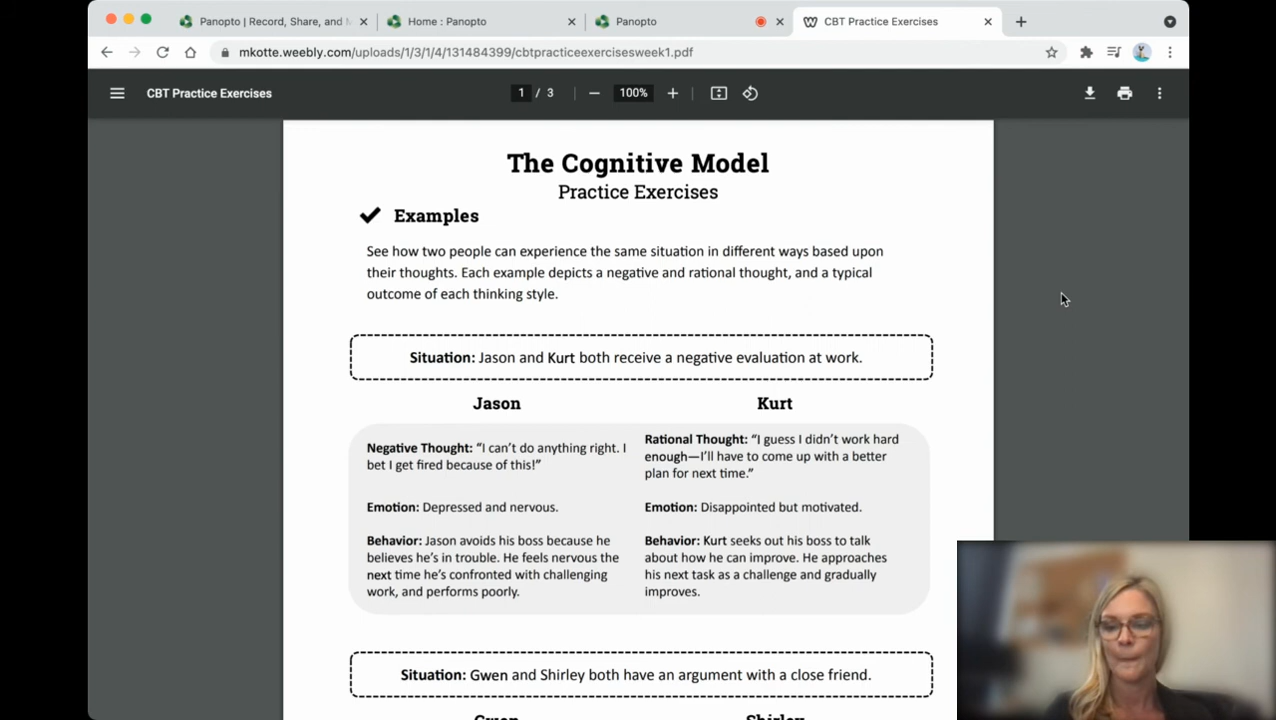 Panopto | Record, Share, and M
Home : Panopto
Panopto
CBT Practice Exercises
mkotte.weebly.com/uploads/1/3/1/4/131484399/cbtpracticeexercisesweek1.pdf
CBT Practice Exercises
1 / 3
100%
The Cognitive Model
Practice Exercises
Examples
See how two people can experience the same situation in different ways based upon
their thoughts. Each example depicts a negative and rational thought, and a typical
outcome of each thinking style.
Situation: Jason and Kurt both receive a negative evaluation at work.
Jason
Kurt
Negative Thought: “I can’t do anything right. I
bet I get fired because of this!”
Emotion: Depressed and nervous.
Behavior: Jason avoids his boss because he
believes he’s in trouble. He feels nervous the
next time he’s confronted with challenging
work, and performs poorly.
Rational Thought: “I guess I didn’t work hard
enough—I’ll have to come up with a better
plan for next time.”
Emotion: Disappointed but motivated.
Behavior: Kurt seeks out his boss to talk
about how he can improve. He approaches
his next task as a challenge and gradually
improves.
Situation: Gwen and Shirley both have an argument with a close friend.
Gwen
Shirley